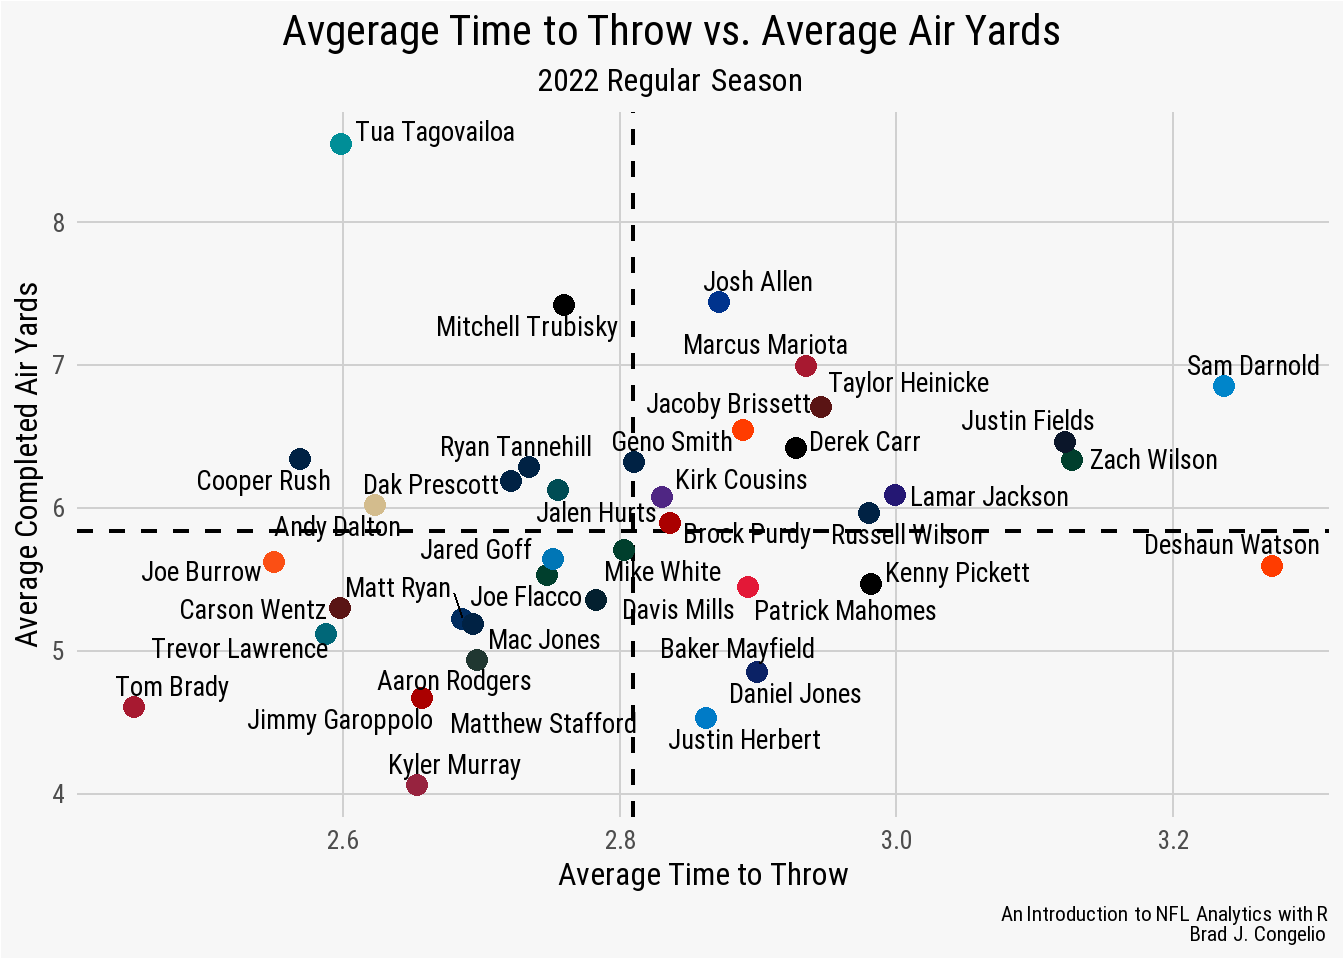 Avgerage Time to Throw vs. Average Air Yards
2022 Regular Season
Tua Tagovailoa
8
Josh Allen
Mitchell Trubisky
Marcus Mariota
7
Sam Darnold
Taylor Heinicke
Jacoby Brissett
Justin Fields
Ryan Tannehill
Geno Smith
Derek Carr
Zach Wilson
Cooper Rush
Dak Prescott
Kirk Cousins
Lamar Jackson
6
Jalen Hurts
Andy Dalton
Brock Purdy
Russell Wilson
Deshaun Watson
Jared Goff
Joe Burrow
Mike White
Kenny Pickett
Matt Ryan
Joe Flacco
Carson Wentz
Davis Mills
Patrick Mahomes
Mac Jones
Trevor Lawrence
Baker Mayfield
5
Aaron Rodgers
Tom Brady
Daniel Jones
Jimmy Garoppolo
Matthew Stafford
Justin Herbert
Kyler Murray
4
Average Completed Air Yards
2.6
2.8
3.0
3.2
Average Time to Throw
An Introduction to NFL Analytics with R
Brad J. Congelio